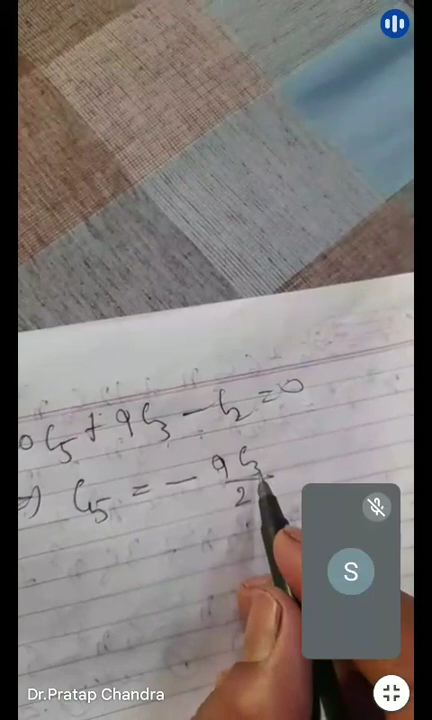 0C₅ + 9C₃ - C₂ = 0
⇒) C₅ = - 9C₃/2
S
Dr.Pratap Chandra